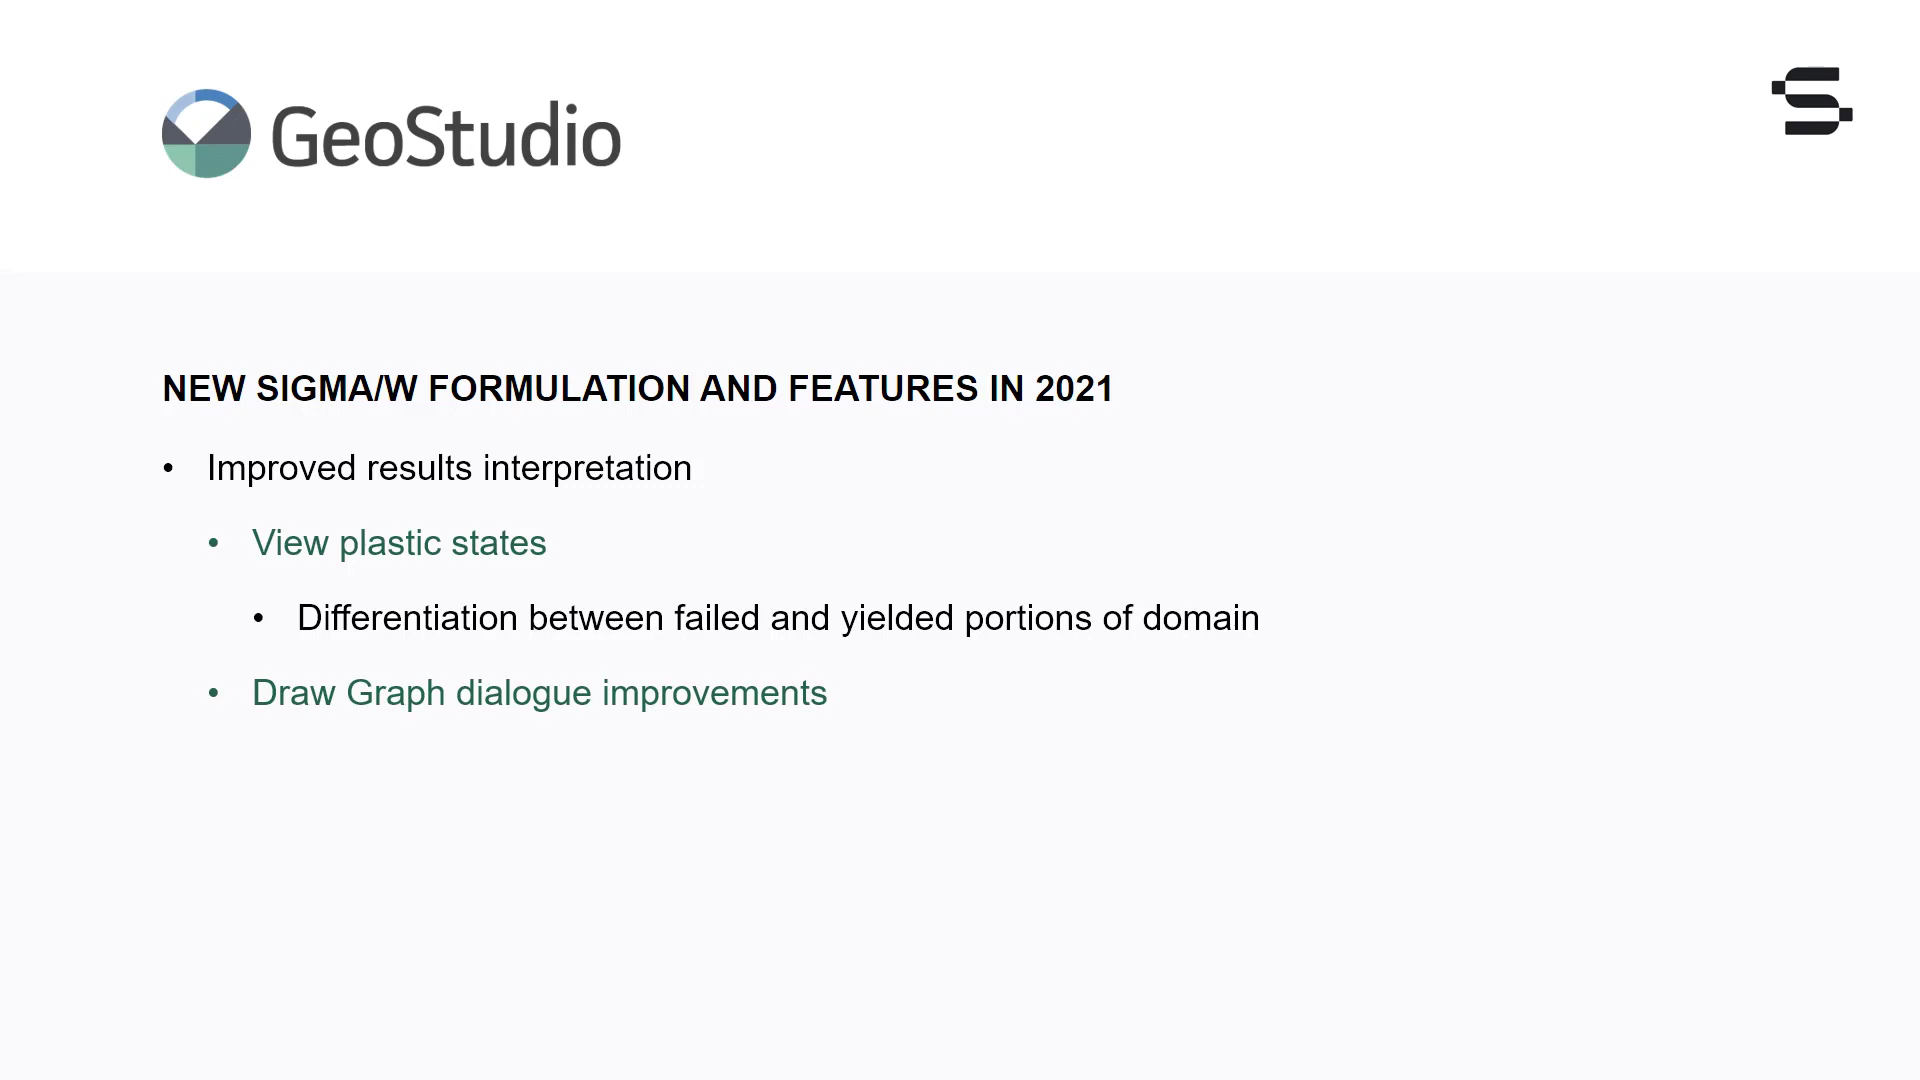 GeoStudio
NEW SIGMA/W FORMULATION AND FEATURES IN 2021
• Improved results interpretation
• View plastic states
• Differentiation between failed and yielded portions of domain
• Draw Graph dialogue improvements